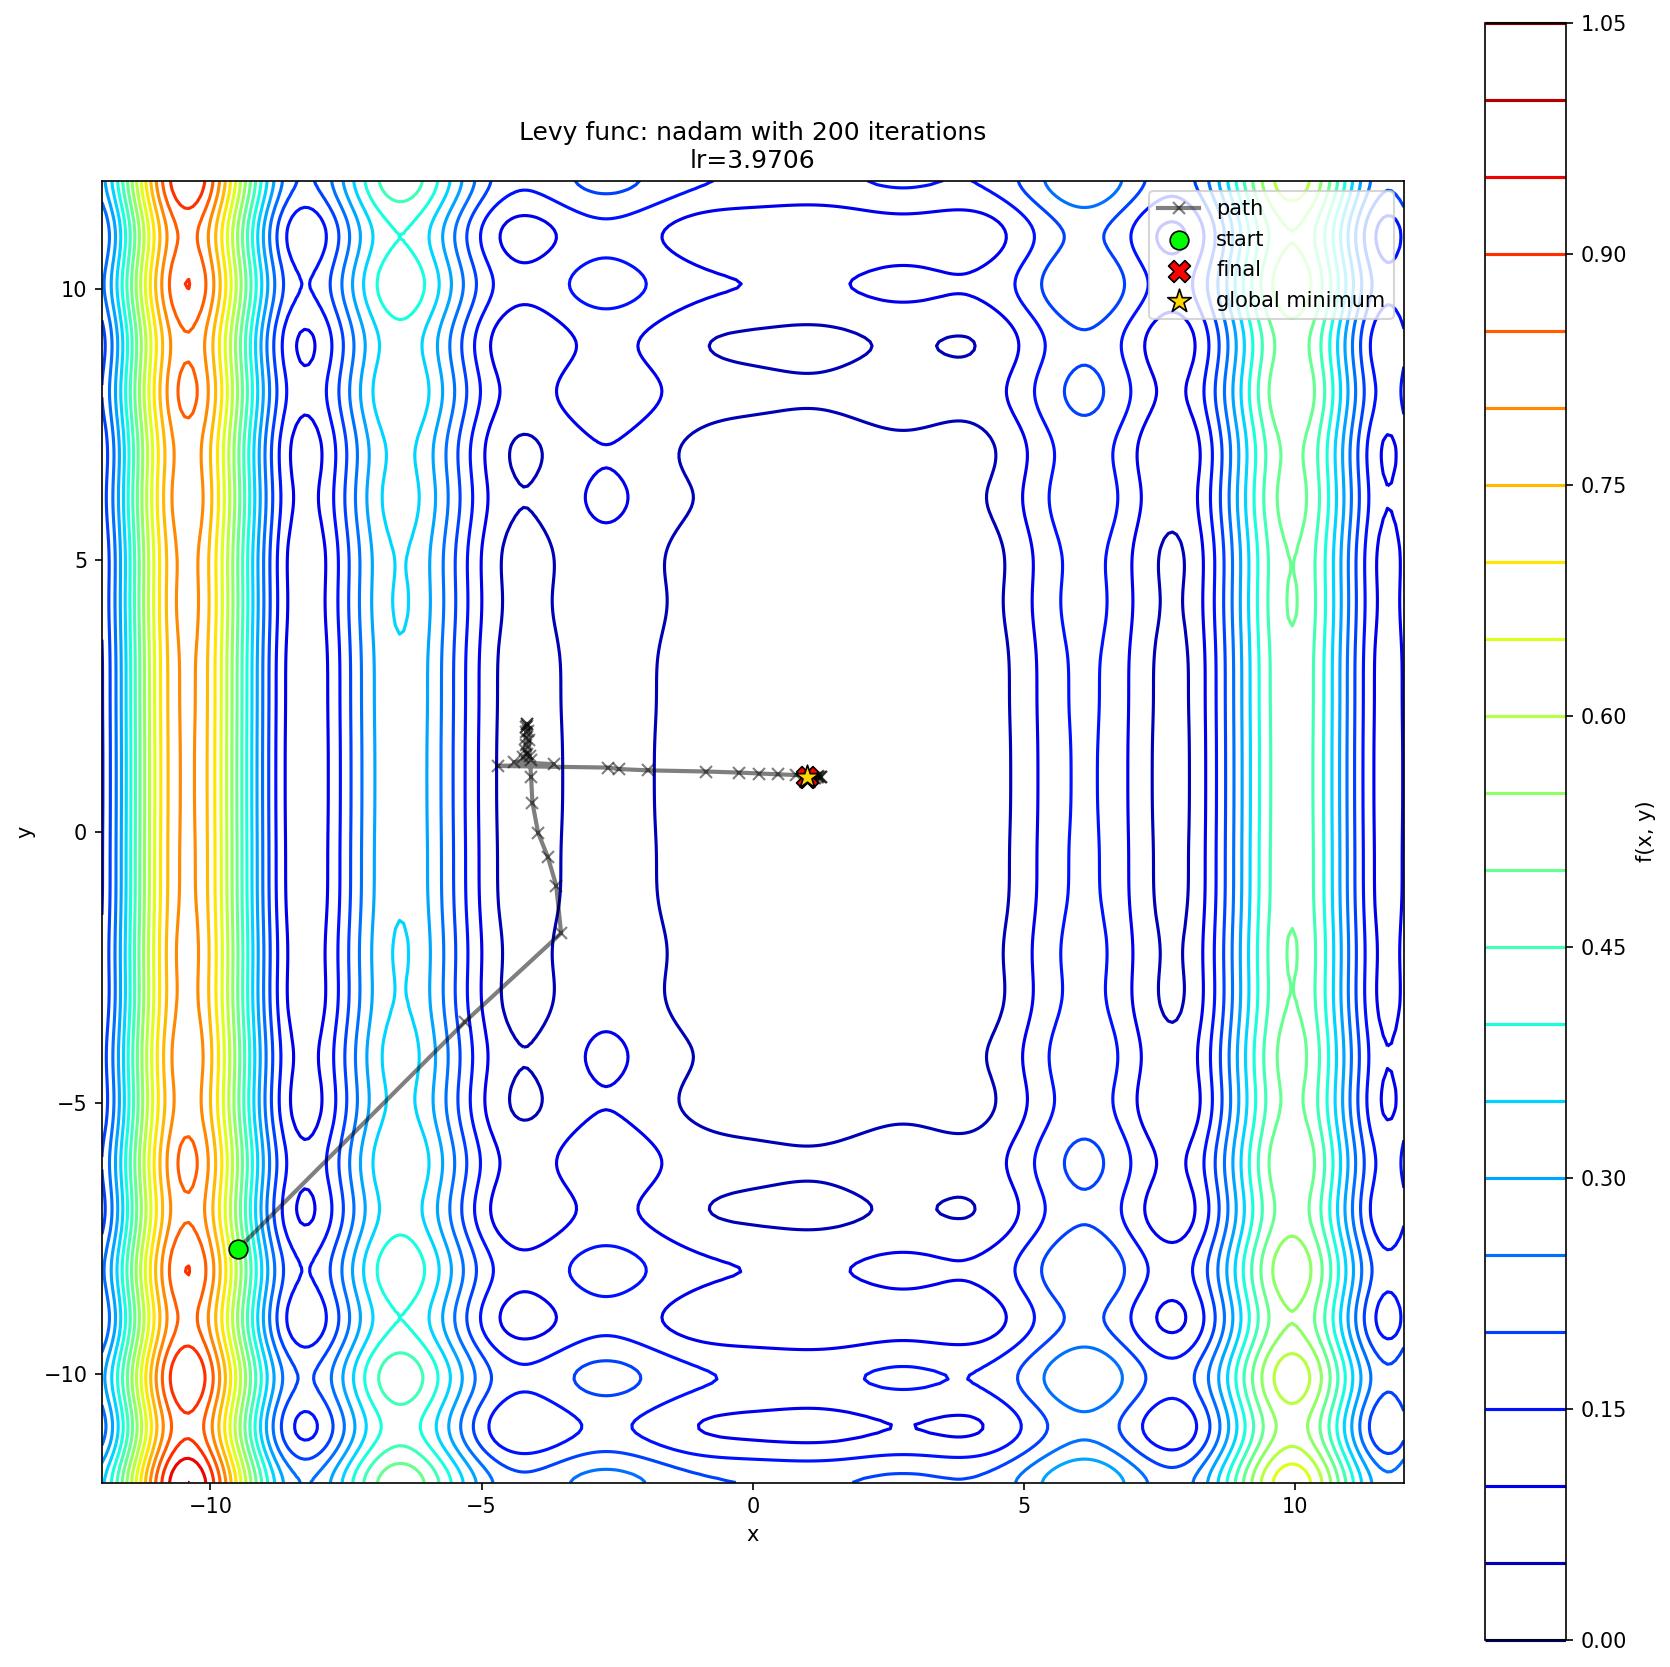 Levy func: nadam with 200 iterations
lr=3.9706
path
start
final
global minimum
10
5
0
−5
−10
y
−10
−5
0
5
10
x
1.05
0.90
0.75
0.60
0.45
0.30
0.15
0.00
f(x, y)